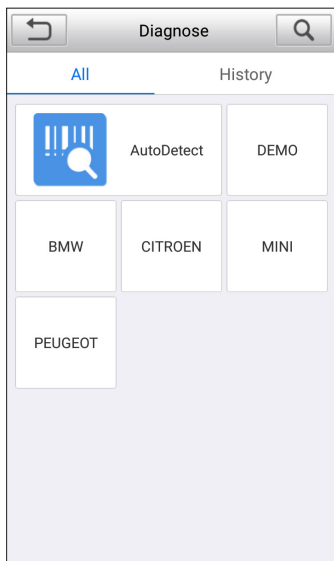 Diagnose
All History
AutoDetect DEMO
BMW CITROEN MINI
PEUGEOT